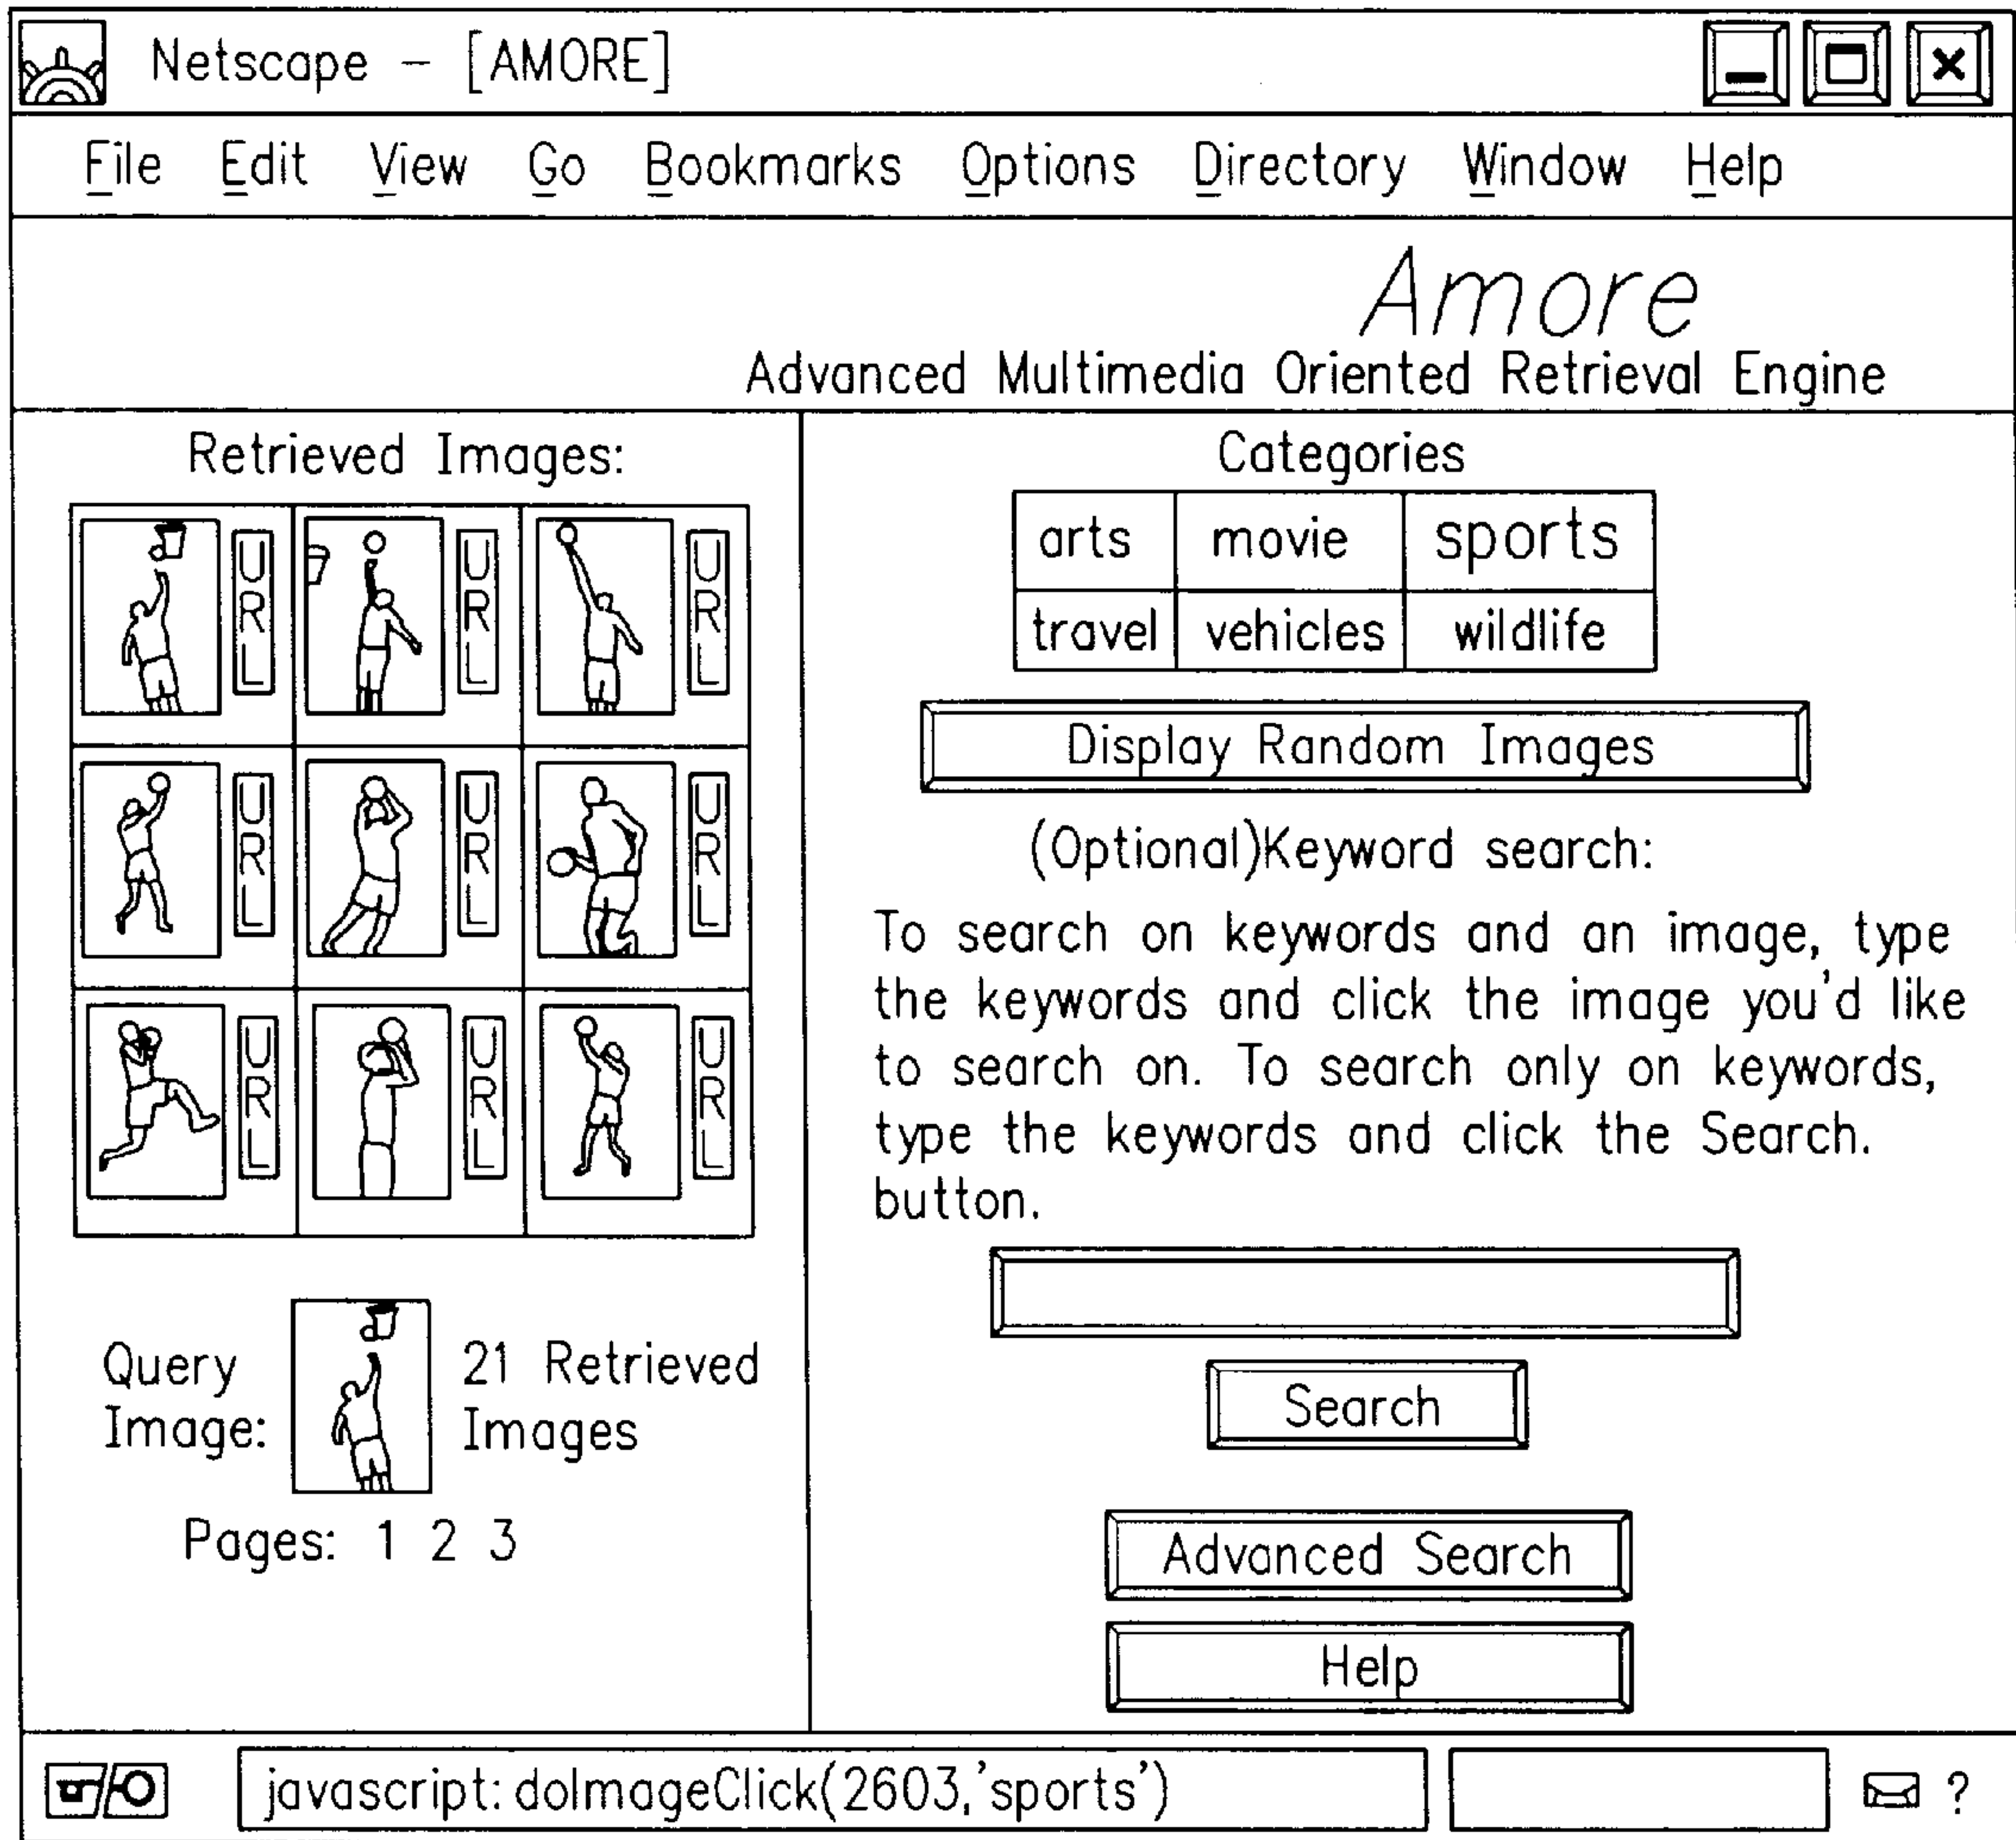 Netscape – [AMORE]
File Edit View Go Bookmarks Options Directory Window Help
Amore
Advanced Multimedia Oriented Retrieval Engine
Retrieved Images:
URL URL URL
URL URL URL
URL URL URL
Query
Image:
21 Retrieved
Images
Pages: 1 2 3
Categories
arts movie sports
travel vehicles wildlife
Display Random Images
(Optional)Keyword search:
To search on keywords and an image, type
the keywords and click the image you'd like
to search on. To search only on keywords,
type the keywords and click the Search.
button.
Search
Advanced Search
Help
javascript: doImageClick(2603,'sports')
?